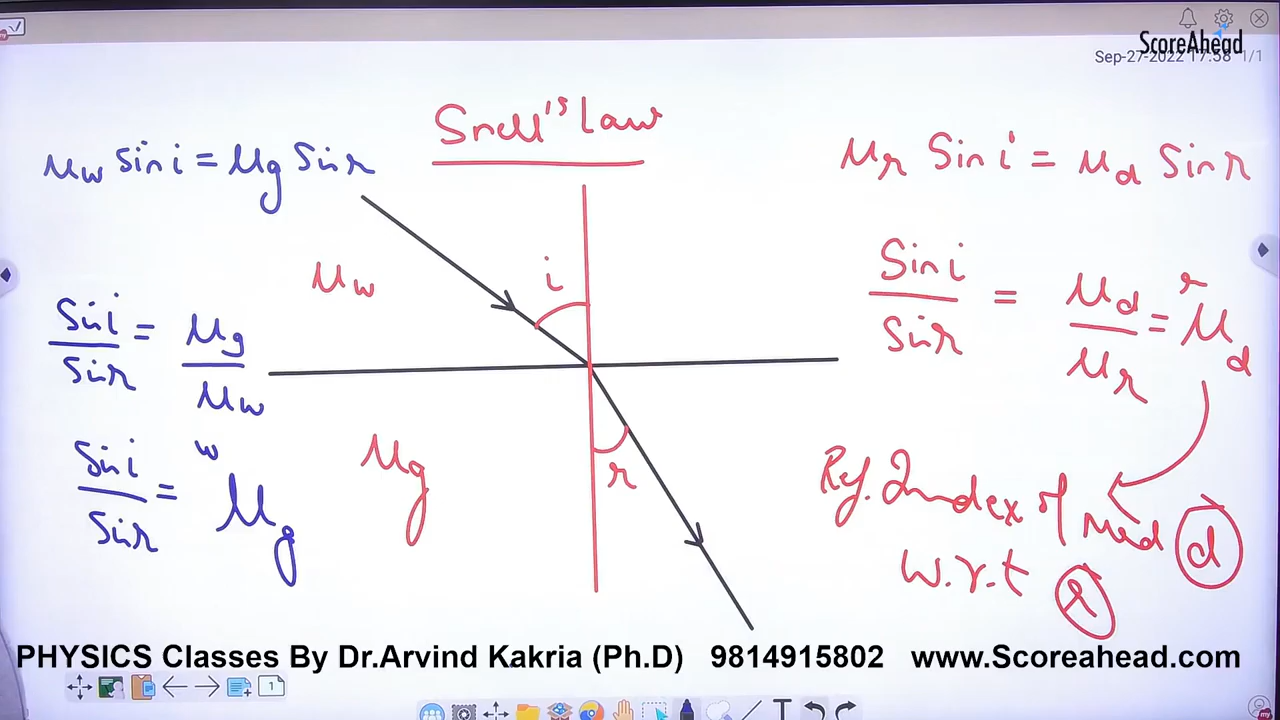 ScoreAhead
Sep-27-2022 17:58 1/1
Snell's Law
μw Sin i = μg Sin r
μw
i
Sin i / Sin r = μg / μw
Sin i / Sin r = ʷμg
μg
r
μr Sin i = μd Sin r
Sin i / Sin r = μd / μr = ʳμd
Ref. Index of med d
w.r.t r
PHYSICS Classes By Dr.Arvind Kakria (Ph.D) 9814915802 www.Scoreahead.com
1
T